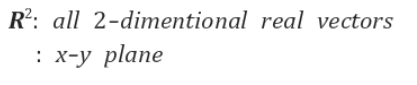 R²: all 2-dimentional real vectors
: x-y plane